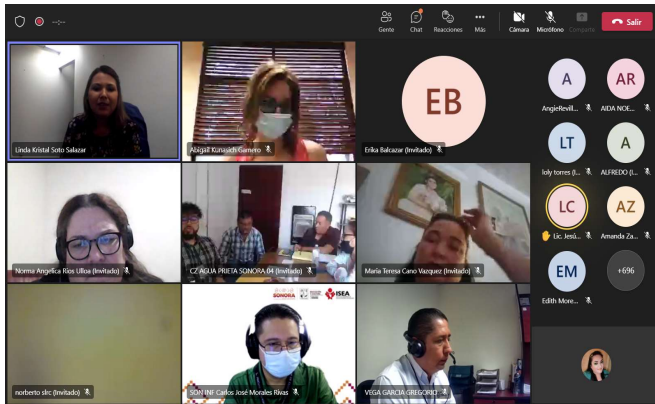 --:--
Gente
Chat
Reacciones
Más
Cámara
Micrófono
Compartir
Salir
Linda Kristal Soto Salazar
Abigail Kunasich Gamero
EB
Erika Balcazar (Invitado)
A
AR
AngieRevill...
AIDA NOE...
LT
A
loly torres (I...
ALFREDO (I...
Norma Angelica Rios Ulloa (Invitado)
CZ AGUA PRIETA SONORA 04 (Invitado)
Maria Teresa Cano Vazquez (Invitado)
LC
AZ
Lic. Jesú...
Amanda Za...
EM
+696
Edith More...
SONORA
ISEA
norberto slrc (Invitado)
SON INF Carlos José Morales Rivas
VEGA GARCIA GREGORIO